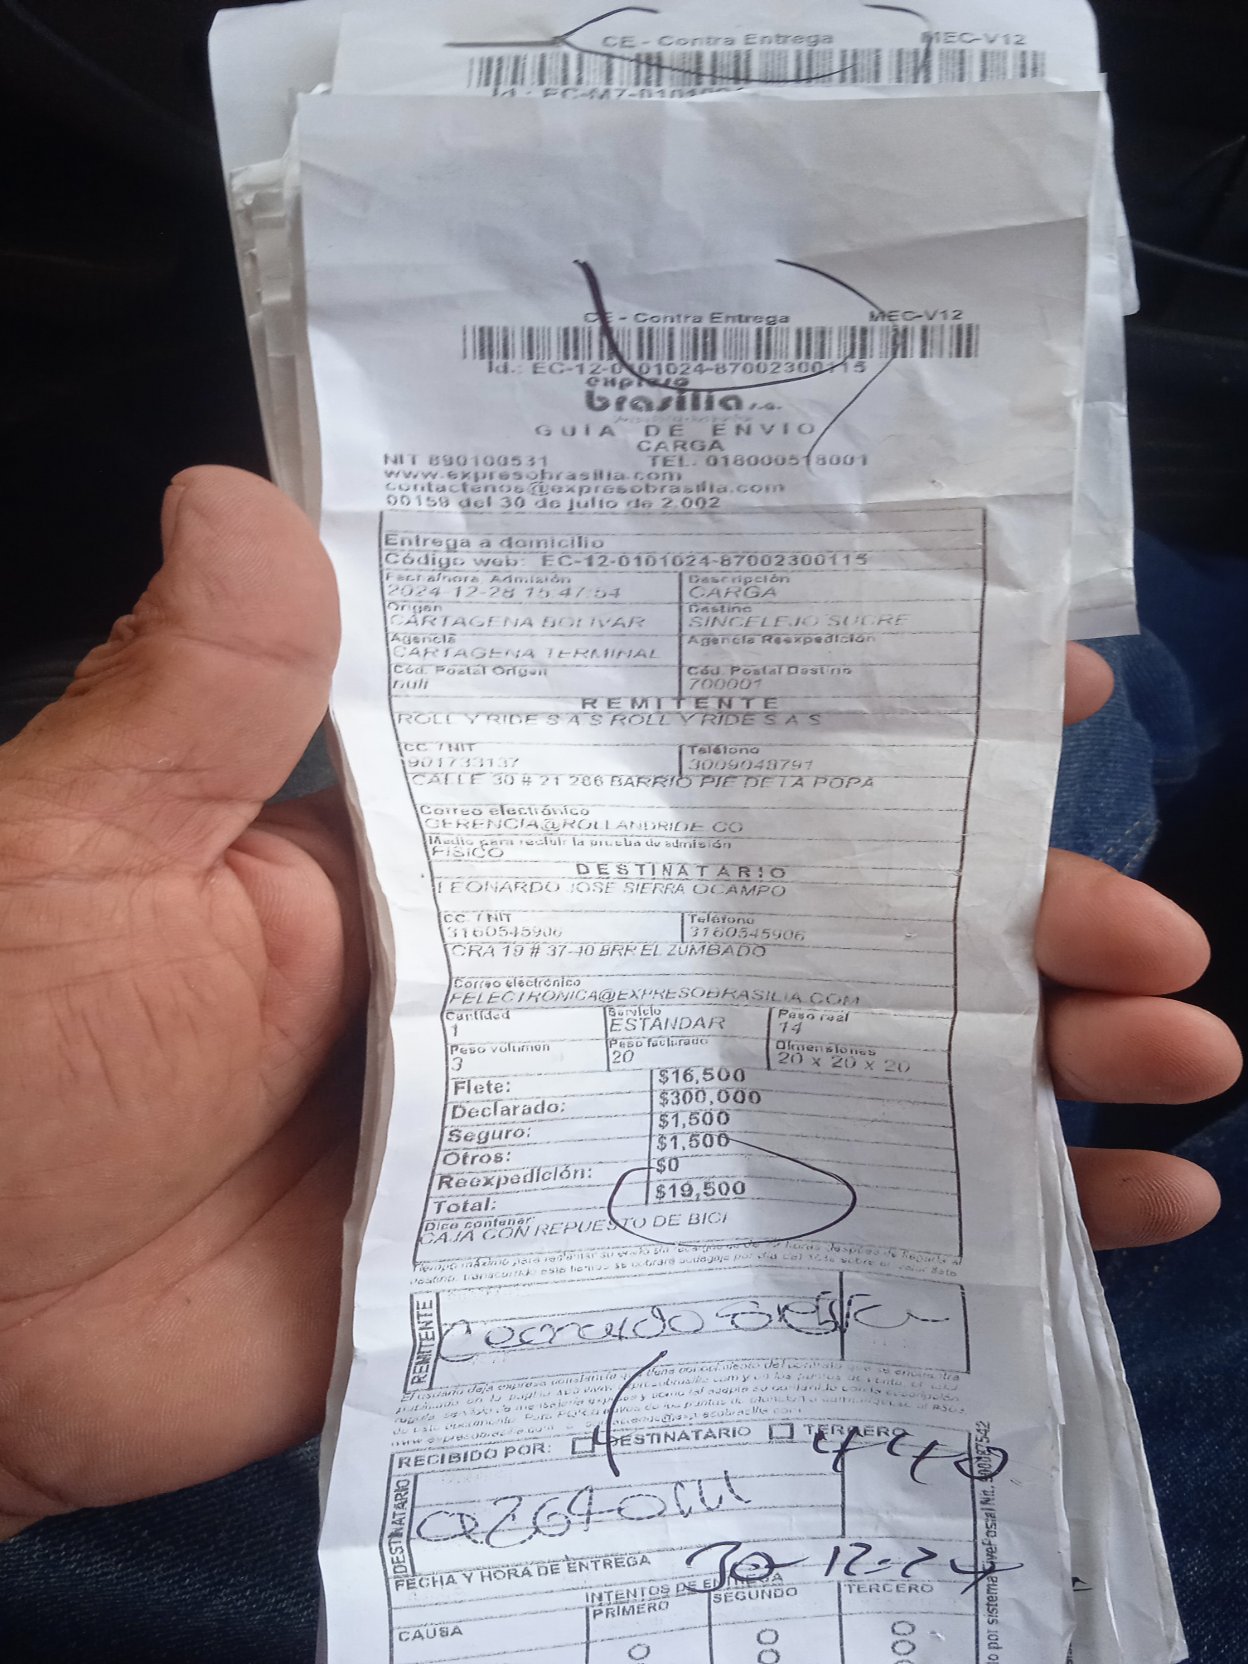 CE - Contra Entrega MEC-V12
CE - Contra Entrega MEC-V12
Id.: EC-12-0101024-87002300115
expreso
brasilia s.a.
GUIA DE ENVIO
CARGA
NIT 890100531 TEL. 018000518001
www.expresobrasilia.com
contactenos@expresobrasilia.com
00159 del 30 de julio de 2.002
Entrega a domicilio
Código web: EC-12-0101024-87002300115
Fecha/hora Admisión Descripción
2024-12-28 15:47:54 CARGA
Origen Destino
CARTAGENA BOLIVAR SINCELEJO SUCRE
Agencia Agencia Reexpedición
CARTAGENA TERMINAL
Cód. Postal Origen Cód. Postal Destino
null 700001
REMITENTE
ROLL Y RIDE S A S ROLL Y RIDE S A S
CC / NIT Teléfono
901733137 3009048791
CALLE 30 # 21 266 BARRIO PIE DE LA POPA
Correo electrónico
GERENCIA@ROLLANDRIDE.CO
Medio para recibir la prueba de admisión
FISICO
DESTINATARIO
LEONARDO JOSE SIERRA OCAMPO
CC / NIT Teléfono
3160545906 3160545906
CRA 19 # 37-40 BRR EL ZUMBADO
Correo electrónico
FELECTRONICA@EXPRESOBRASILIA.COM
Cantidad Servicio Peso real
1 ESTANDAR 14
Peso volumen Peso facturado Dimensiones
3 20 20 x 20 x 20
Flete: $16,500
Declarado: $300,000
Seguro: $1,500
Otros: $1,500
Reexpedición: $0
Total: $19,500
Dice contener:
CAJA CON REPUESTO DE BICI
REMITENTE
RECIBIDO POR: DESTINATARIO TERCERO
4440
DESTINATARIO
FECHA Y HORA DE ENTREGA 30-12-24
INTENTOS DE ENTREGA
CAUSA PRIMERO SEGUNDO TERCERO